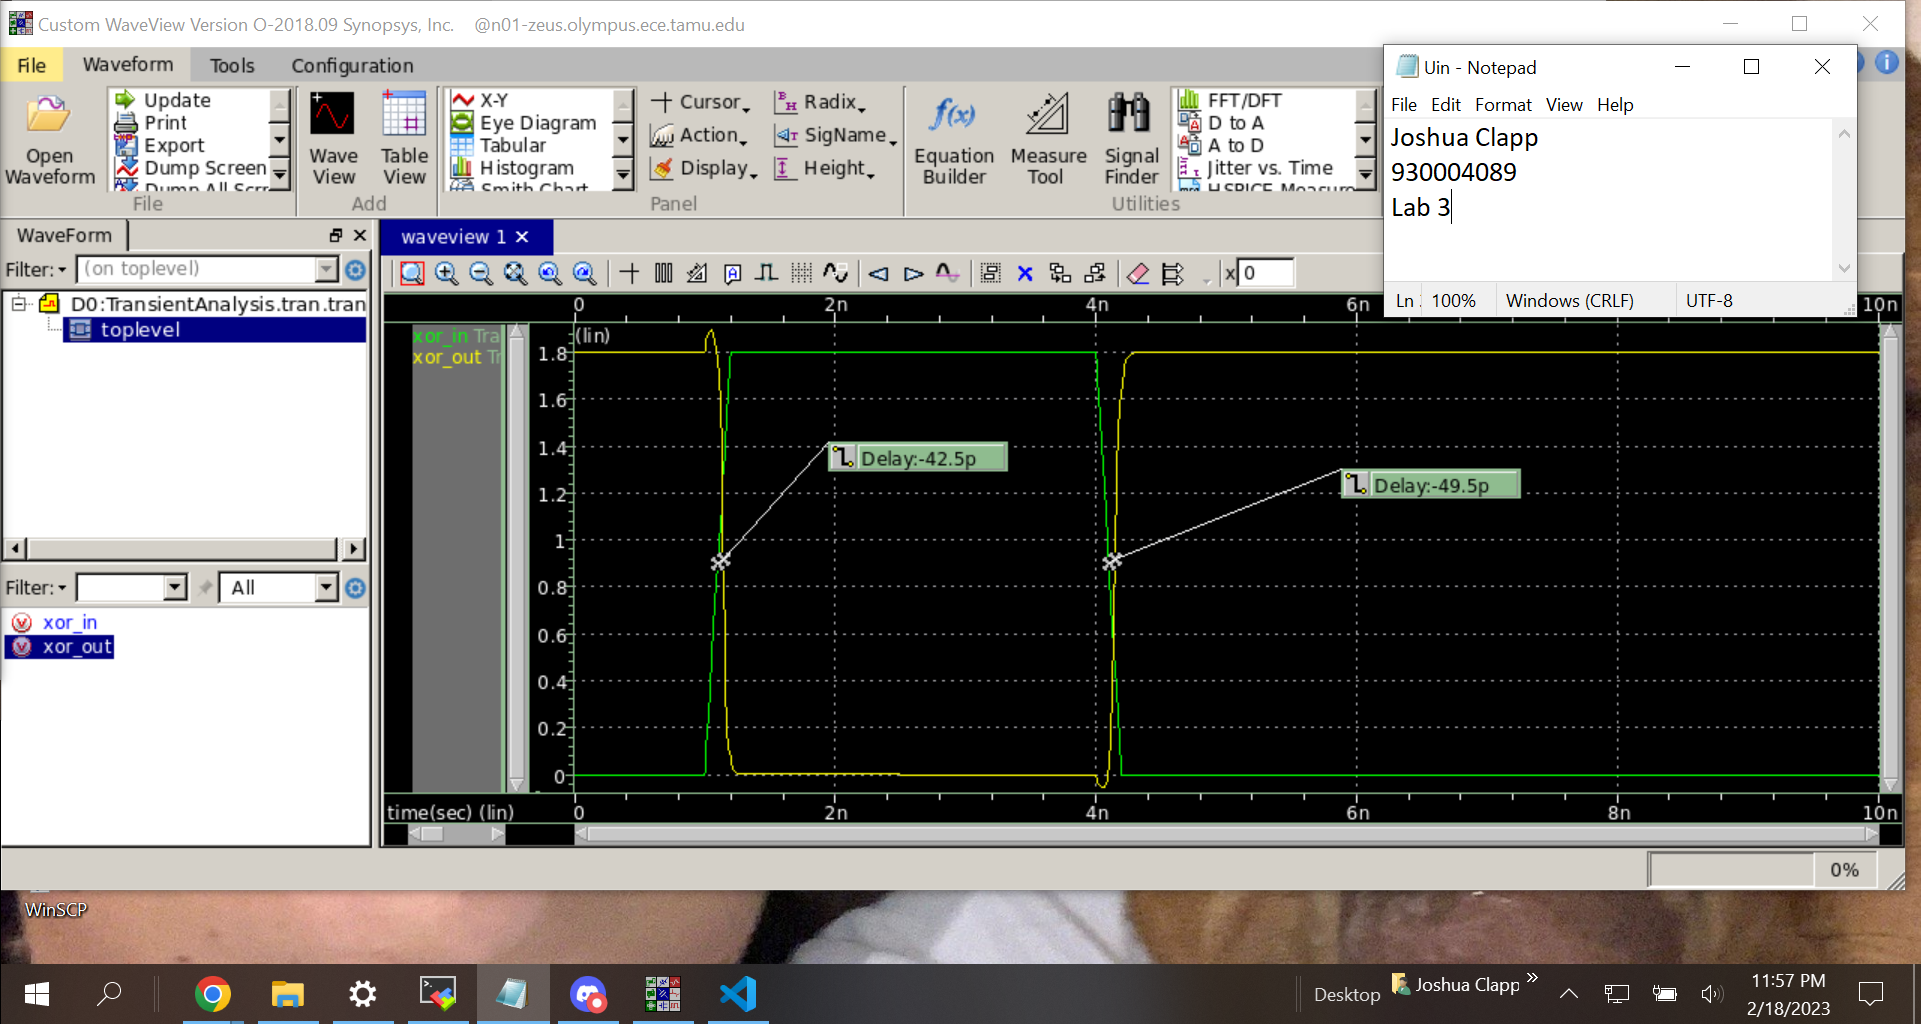 Custom WaveView Version O-2018.09 Synopsys, Inc. @n01-zeus.olympus.ece.tamu.edu
File Waveform Tools Configuration
Open Waveform
Update
Print
Export
Dump Screen
Dump All Scr
File
Wave View
Table View
Add
X-Y
Eye Diagram
Tabular
Histogram
Smith Chart
Cursor
Action
Display
Radix
SigName
Height
Panel
Equation Builder
Measure Tool
Signal Finder
FFT/DFT
D to A
A to D
Jitter vs. Time
HSPICE Measure
Utilities
Uin - Notepad
File Edit Format View Help
Joshua Clapp
930004089
Lab 3
Ln 100% Windows (CRLF) UTF-8
WaveForm
Filter: (on toplevel)
D0:TransientAnalysis.tran.tran
toplevel
Filter: All
xor_in
xor_out
waveview 1
x 0
0 2n 4n 6n 10n
xor_in Tra
xor_out Tr
(lin)
1.8
1.6
1.4
1.2
1
0.8
0.6
0.4
0.2
0
Delay:-42.5p
Delay:-49.5p
time(sec) (lin) 0 2n 4n 6n 8n 10n
0%
WinSCP
Desktop Joshua Clapp
11:57 PM
2/18/2023